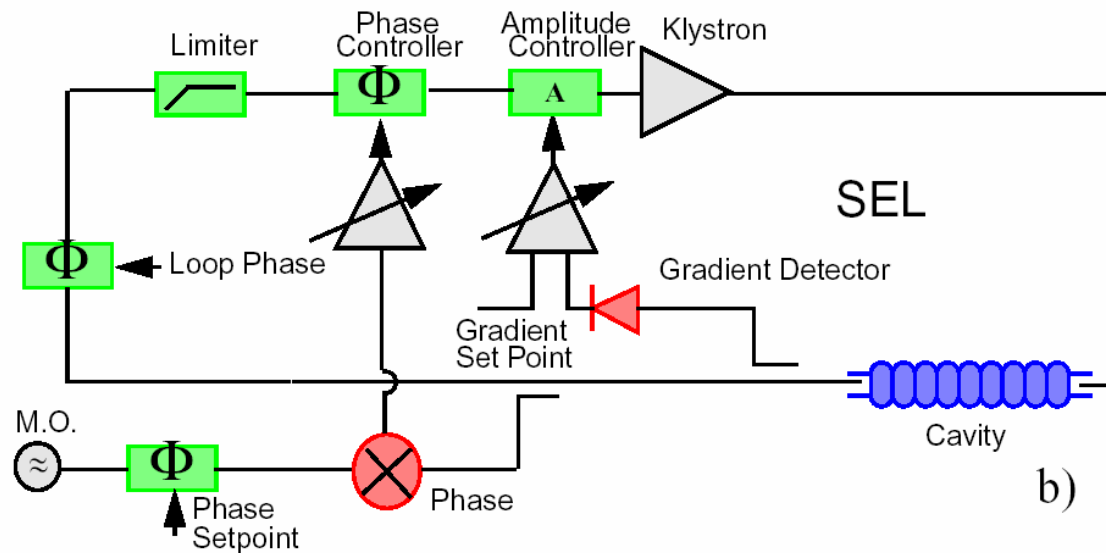 Limiter
Phase
Controller
Amplitude
Controller
Klystron
Φ
A
SEL
Φ
Loop Phase
Gradient Detector
Gradient
Set Point
M.O.
≈
Φ
Phase
Cavity
Phase
Setpoint
b)